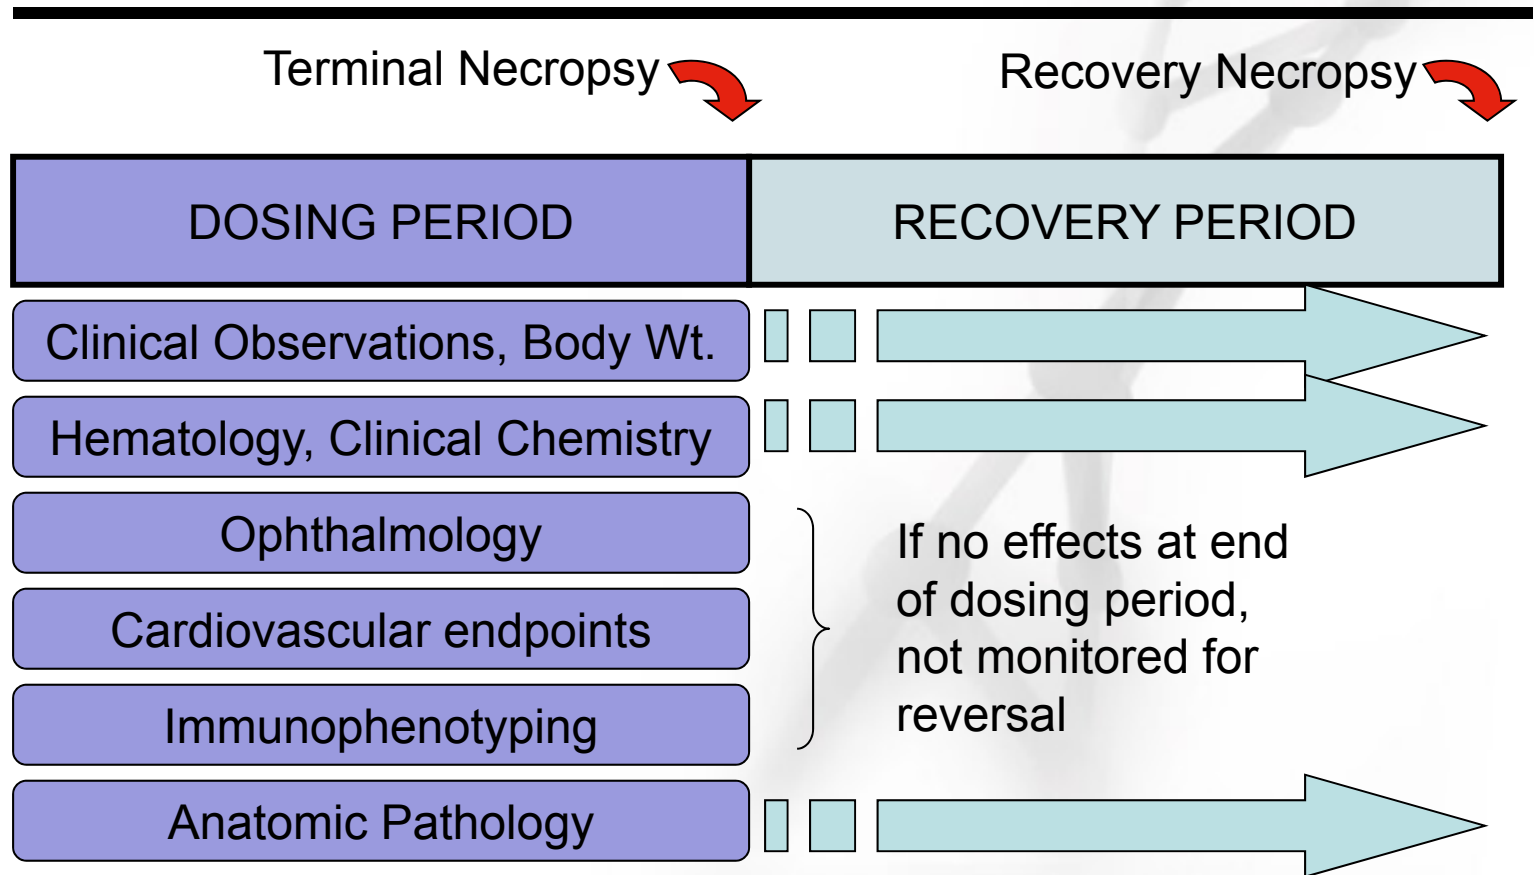 Terminal Necropsy
Recovery Necropsy
DOSING PERIOD
RECOVERY PERIOD
Clinical Observations, Body Wt.
Hematology, Clinical Chemistry
Ophthalmology
Cardiovascular endpoints
Immunophenotyping
If no effects at end
of dosing period,
not monitored for
reversal
Anatomic Pathology